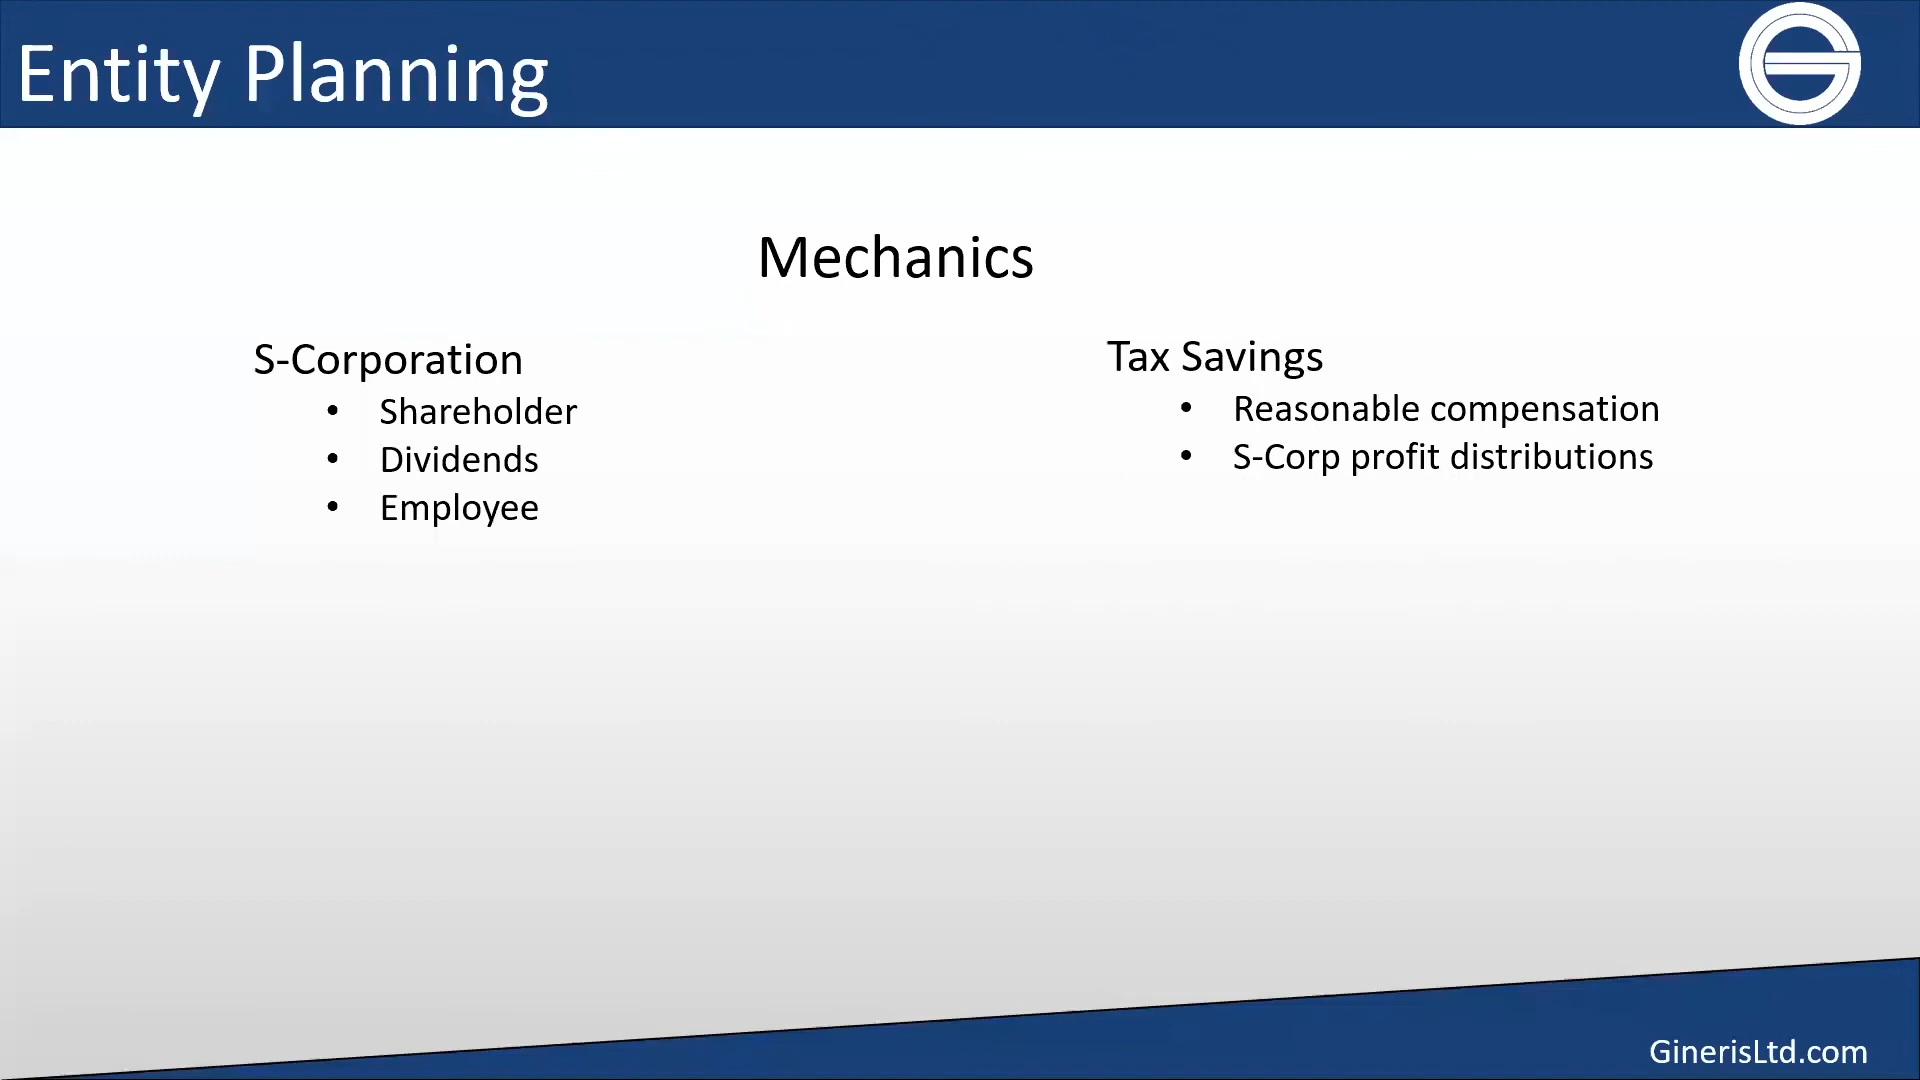 Entity Planning
Mechanics
S-Corporation
• Shareholder
• Dividends
• Employee
Tax Savings
• Reasonable compensation
• S-Corp profit distributions
GinerisLtd.com